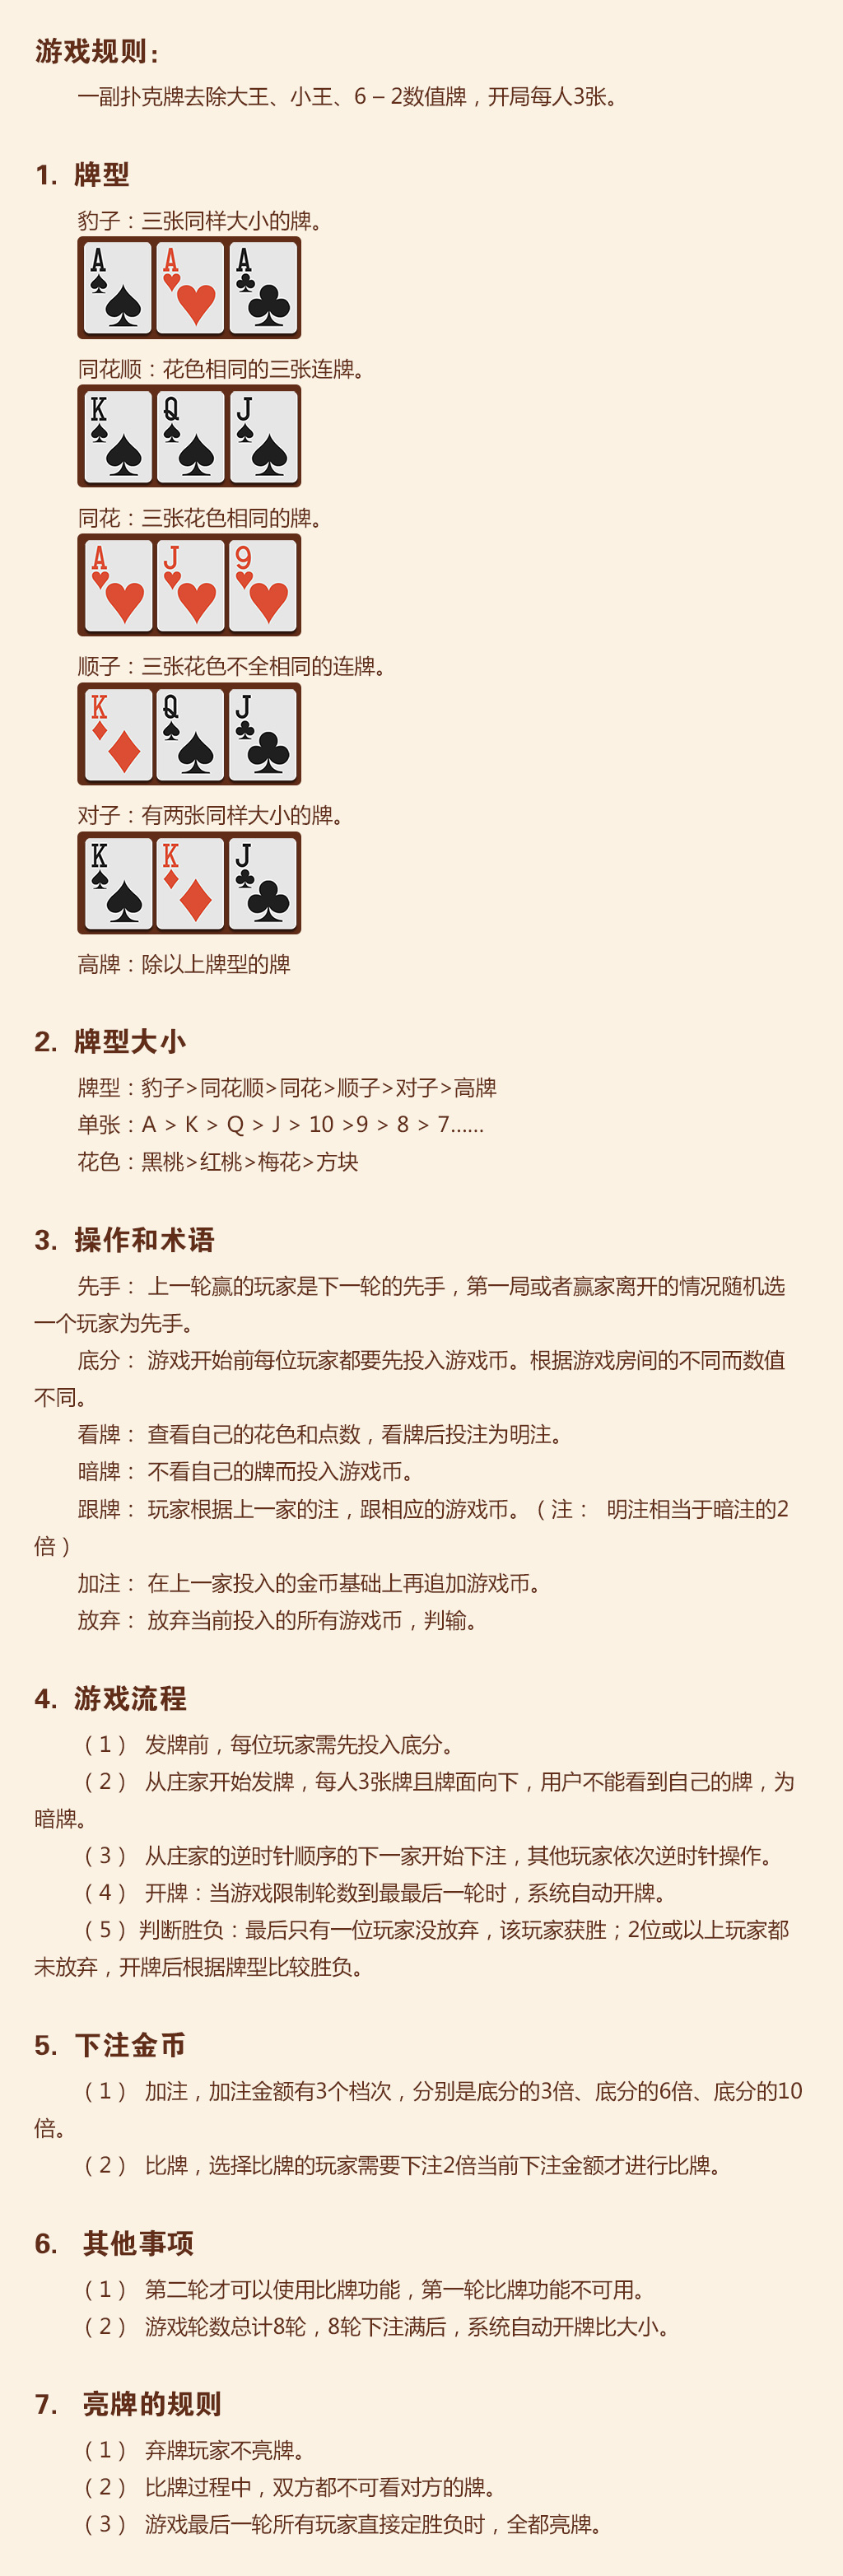 游戏规则：
一副扑克牌去除大王、小王、6 – 2数值牌，开局每人3张。
1. 牌型
豹子：三张同样大小的牌。
A A A
同花顺：花色相同的三张连牌。
K Q J
同花：三张花色相同的牌。
A J 9
顺子：三张花色不全相同的连牌。
K Q J
对子：有两张同样大小的牌。
K K J
高牌：除以上牌型的牌
2. 牌型大小
牌型：豹子>同花顺>同花>顺子>对子>高牌
单张：A > K > Q > J > 10 >9 > 8 > 7......
花色：黑桃>红桃>梅花>方块
3. 操作和术语
先手： 上一轮赢的玩家是下一轮的先手，第一局或者赢家离开的情况随机选
一个玩家为先手。
底分： 游戏开始前每位玩家都要先投入游戏币。根据游戏房间的不同而数值
不同。
看牌： 查看自己的花色和点数，看牌后投注为明注。
暗牌： 不看自己的牌而投入游戏币。
跟牌： 玩家根据上一家的注，跟相应的游戏币。（注： 明注相当于暗注的2
倍）
加注： 在上一家投入的金币基础上再追加游戏币。
放弃： 放弃当前投入的所有游戏币，判输。
4. 游戏流程
（1） 发牌前，每位玩家需先投入底分。
（2） 从庄家开始发牌，每人3张牌且牌面向下，用户不能看到自己的牌，为
暗牌。
（3） 从庄家的逆时针顺序的下一家开始下注，其他玩家依次逆时针操作。
（4） 开牌：当游戏限制轮数到最最后一轮时，系统自动开牌。
（5）判断胜负：最后只有一位玩家没放弃，该玩家获胜；2位或以上玩家都
未放弃，开牌后根据牌型比较胜负。
5. 下注金币
（1） 加注，加注金额有3个档次，分别是底分的3倍、底分的6倍、底分的10
倍。
（2） 比牌，选择比牌的玩家需要下注2倍当前下注金额才进行比牌。
6. 其他事项
（1） 第二轮才可以使用比牌功能，第一轮比牌功能不可用。
（2） 游戏轮数总计8轮，8轮下注满后，系统自动开牌比大小。
7. 亮牌的规则
（1） 弃牌玩家不亮牌。
（2） 比牌过程中，双方都不可看对方的牌。
（3） 游戏最后一轮所有玩家直接定胜负时，全都亮牌。